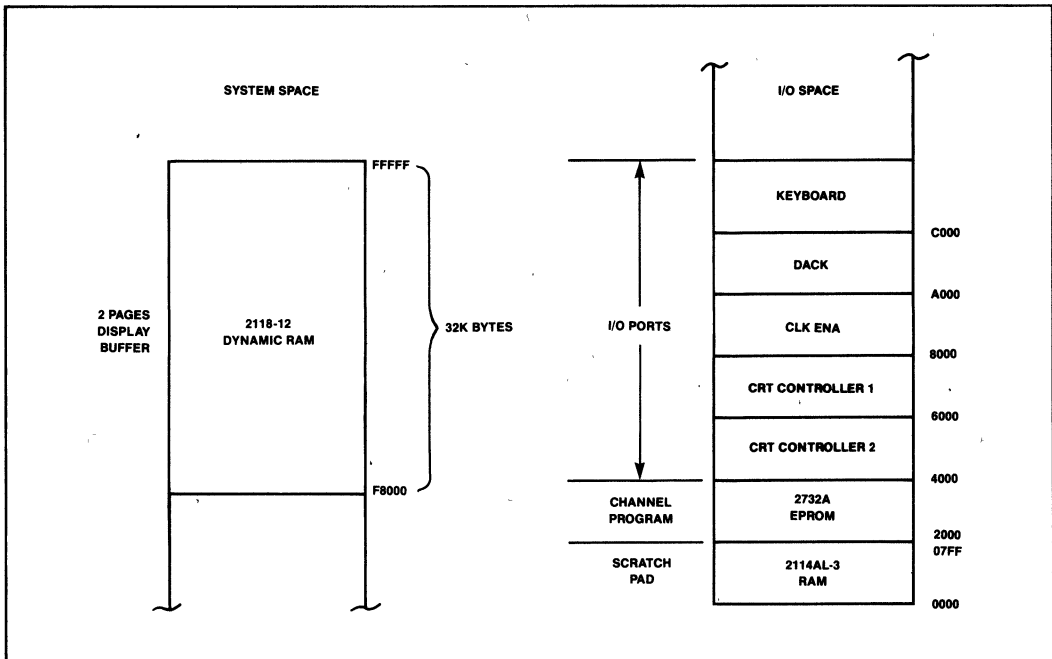 SYSTEM SPACE
FFFFF
2 PAGES
DISPLAY
BUFFER
2118-12
DYNAMIC RAM
32K BYTES
F8000
I/O SPACE
I/O PORTS
KEYBOARD
C000
DACK
A000
CLK ENA
8000
CRT CONTROLLER 1
6000
CRT CONTROLLER 2
4000
CHANNEL
PROGRAM
2732A
EPROM
2000
07FF
SCRATCH
PAD
2114AL-3
RAM
0000